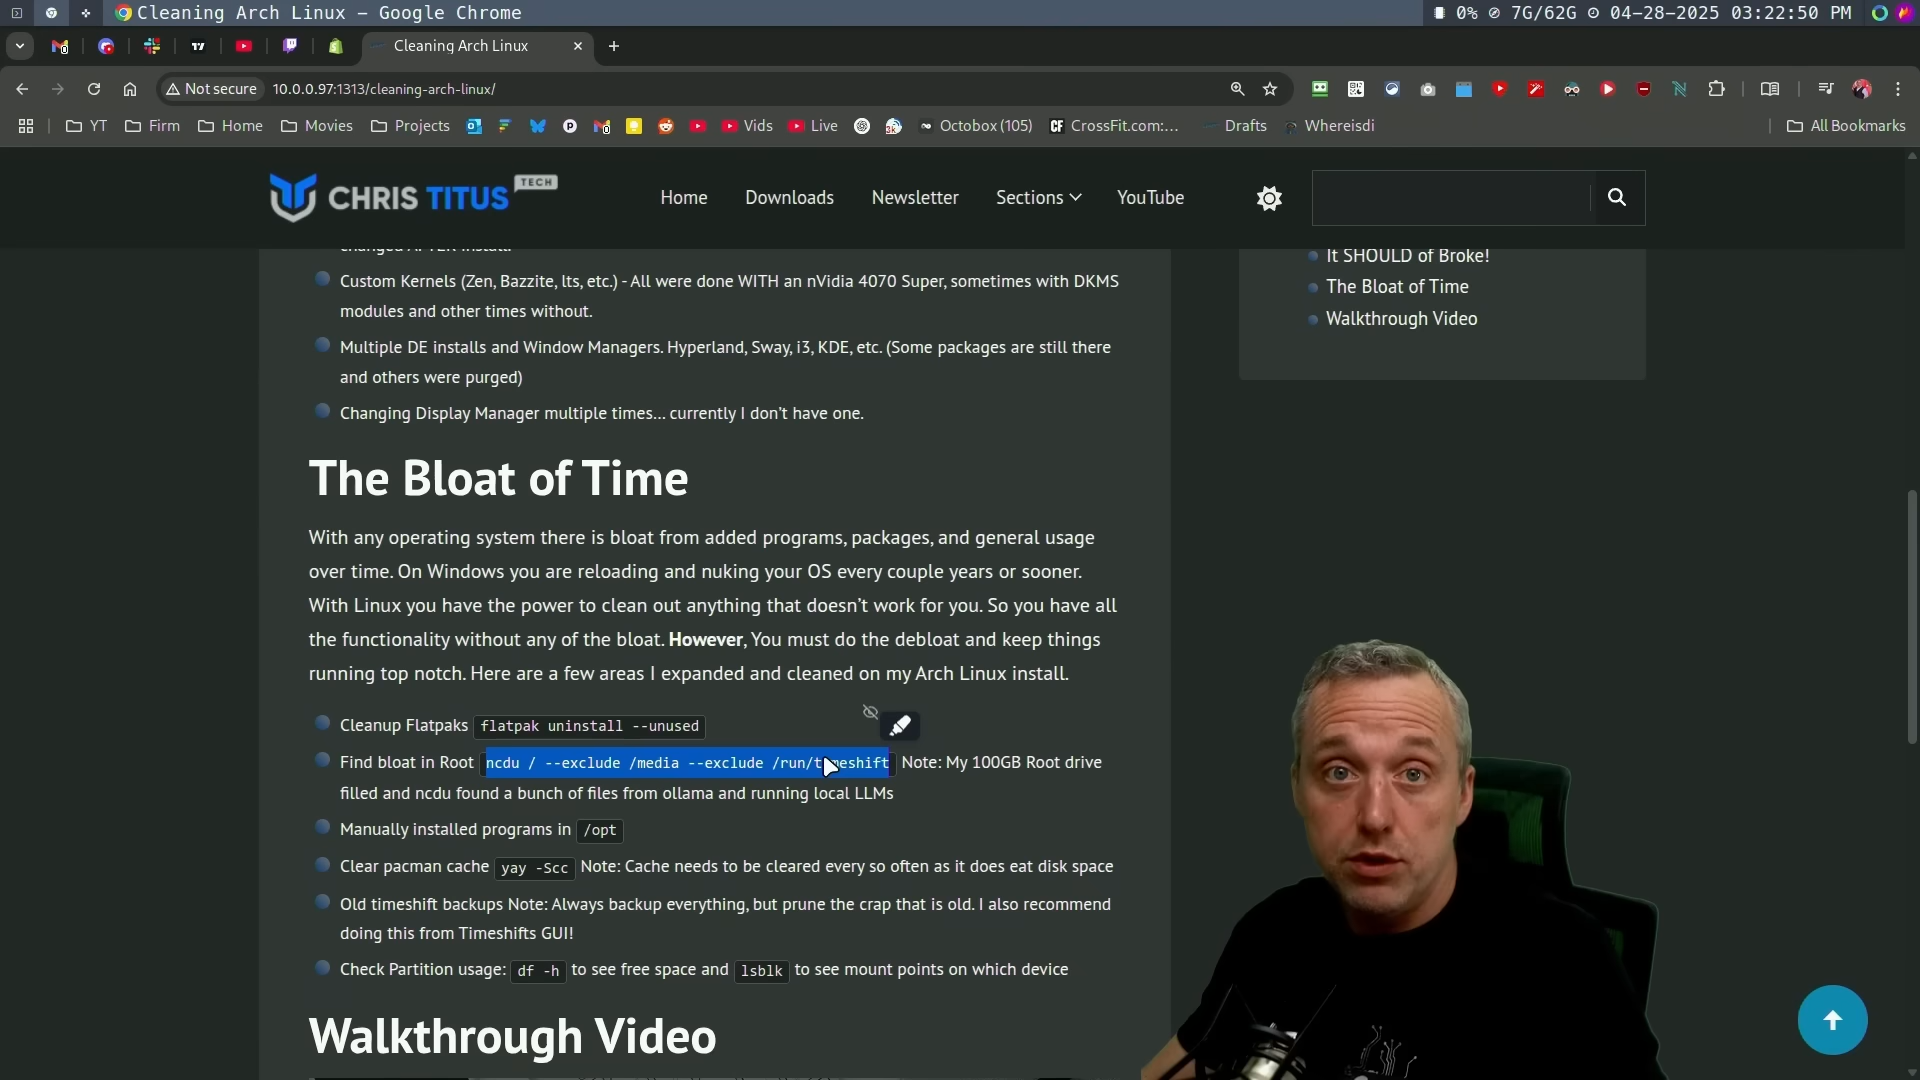 Cleaning Arch Linux – Google Chrome
0% 7G/62G 04-28-2025 03:22:50 PM
Cleaning Arch Linux
Not secure 10.0.0.97:1313/cleaning-arch-linux/
YT Firm Home Movies Projects Vids Live Octobox (105) CrossFit.com:... Drafts Whereisdi All Bookmarks
CHRIS TITUS TECH
Home Downloads Newsletter Sections YouTube
changed AFTER install.
Custom Kernels (Zen, Bazzite, lts, etc.) - All were done WITH an nVidia 4070 Super, sometimes with DKMS
modules and other times without.
Multiple DE installs and Window Managers. Hyperland, Sway, i3, KDE, etc. (Some packages are still there
and others were purged)
Changing Display Manager multiple times... currently I don't have one.
The Bloat of Time
With any operating system there is bloat from added programs, packages, and general usage
over time. On Windows you are reloading and nuking your OS every couple years or sooner.
With Linux you have the power to clean out anything that doesn't work for you. So you have all
the functionality without any of the bloat. However, You must do the debloat and keep things
running top notch. Here are a few areas I expanded and cleaned on my Arch Linux install.
Cleanup Flatpaks flatpak uninstall --unused
Find bloat in Root ncdu / --exclude /media --exclude /run/timeshift Note: My 100GB Root drive
filled and ncdu found a bunch of files from ollama and running local LLMs
Manually installed programs in /opt
Clear pacman cache yay -Scc Note: Cache needs to be cleared every so often as it does eat disk space
Old timeshift backups Note: Always backup everything, but prune the crap that is old. I also recommend
doing this from Timeshifts GUI!
Check Partition usage: df -h to see free space and lsblk to see mount points on which device
Walkthrough Video
It SHOULD of Broke!
The Bloat of Time
Walkthrough Video